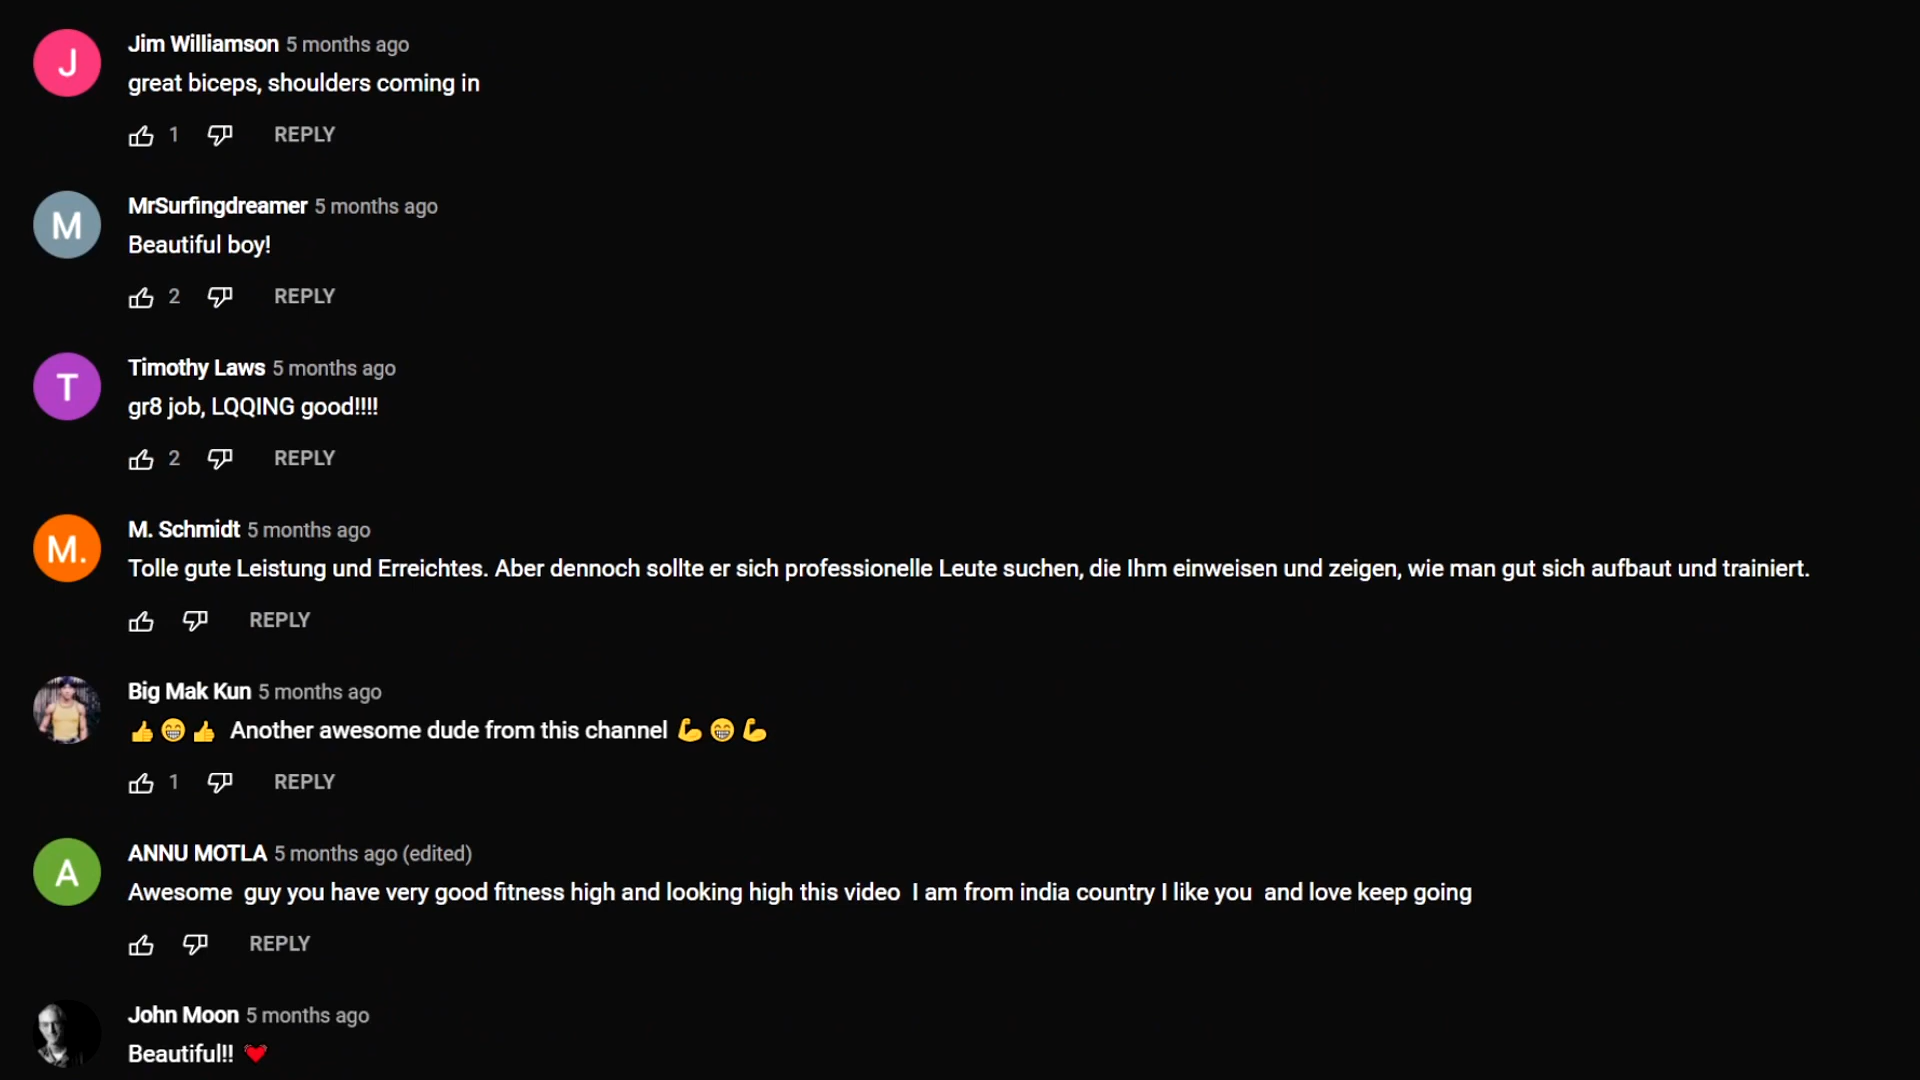 J
Jim Williamson 5 months ago
great biceps, shoulders coming in
1 REPLY
M
MrSurfingdreamer 5 months ago
Beautiful boy!
2 REPLY
T
Timothy Laws 5 months ago
gr8 job, LQQING good!!!!
2 REPLY
M.
M. Schmidt 5 months ago
Tolle gute Leistung und Erreichtes. Aber dennoch sollte er sich professionelle Leute suchen, die Ihm einweisen und zeigen, wie man gut sich aufbaut und trainiert.
REPLY
Big Mak Kun 5 months ago
👍😁👍 Another awesome dude from this channel 💪😁💪
1 REPLY
A
ANNU MOTLA 5 months ago (edited)
Awesome  guy you have very good fitness high and looking high this video  I am from india country I like you  and love keep going
REPLY
John Moon 5 months ago
Beautiful!! 💓